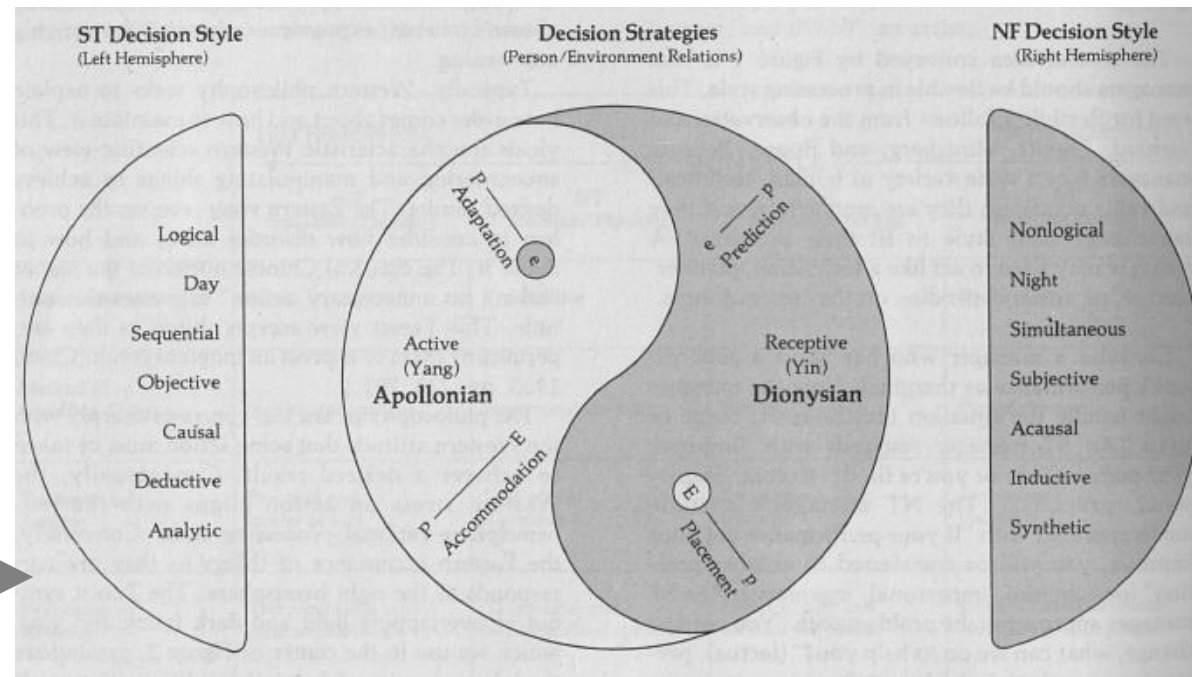 ST Decision Style
(Left Hemisphere)
Logical
Day
Sequential
Objective
Causal
Deductive
Analytic
Decision Strategies
(Person/Environment Relations)
P
Adaptation
e
e — P
Prediction
Active
(Yang)
Apollonian
Receptive
(Yin)
Dionysian
P — E
Accommodation
E
p
Placement
NF Decision Style
(Right Hemisphere)
Nonlogical
Night
Simultaneous
Subjective
Acausal
Inductive
Synthetic